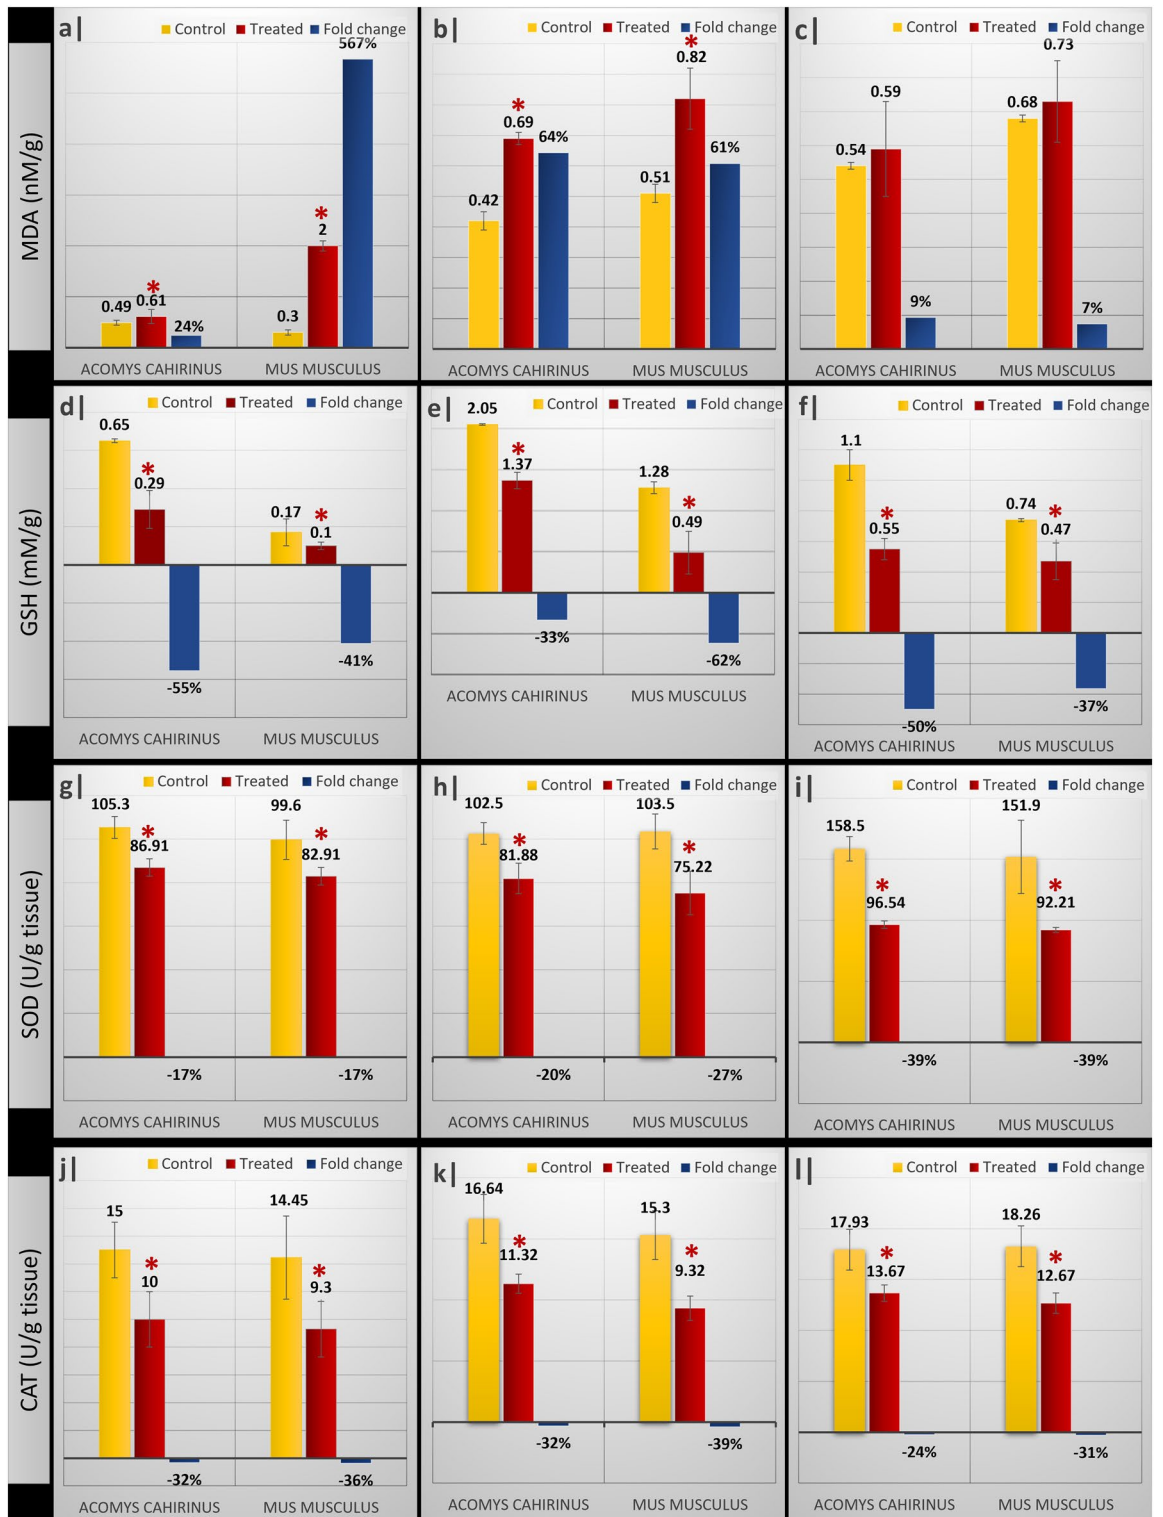 a|
Control Treated Fold change
567%
2
0.49 0.61 24%
0.3
ACOMYS CAHIRINUS MUS MUSCULUS
MDA (nM/g)
b|
Control Treated Fold change
0.42 0.69 64%
0.51 0.82 61%
ACOMYS CAHIRINUS MUS MUSCULUS
c|
Control Treated Fold change
0.54 0.59 9%
0.68 0.73 7%
ACOMYS CAHIRINUS MUS MUSCULUS
GSH (mM/g)
d|
Control Treated Fold change
0.65
* 0.29
-55%
0.17
* 0.1
-41%
ACOMYS CAHIRINUS MUS MUSCULUS
e|
Control Treated Fold change
2.05
* 1.37
-33%
1.28
* 0.49
-62%
ACOMYS CAHIRINUS MUS MUSCULUS
f|
Control Treated Fold change
1.1
* 0.55
-50%
0.74
* 0.47
-37%
ACOMYS CAHIRINUS MUS MUSCULUS
SOD (U/g tissue)
g|
Control Treated Fold change
105.3
* 86.91
-17%
99.6
* 82.91
-17%
ACOMYS CAHIRINUS MUS MUSCULUS
h|
Control Treated Fold change
102.5
* 81.88
-20%
103.5
* 75.22
-27%
ACOMYS CAHIRINUS MUS MUSCULUS
i|
Control Treated Fold change
158.5
* 96.54
-39%
151.9
* 92.21
-39%
ACOMYS CAHIRINUS MUS MUSCULUS
CAT (U/g tissue)
j|
Control Treated Fold change
15
* 10
-32%
14.45
* 9.3
-36%
ACOMYS CAHIRINUS MUS MUSCULUS
k|
Control Treated Fold change
16.64
* 11.32
-32%
15.3
* 9.32
-39%
ACOMYS CAHIRINUS MUS MUSCULUS
l|
Control Treated Fold change
17.93
* 13.67
-24%
18.26
* 12.67
-31%
ACOMYS CAHIRINUS MUS MUSCULUS